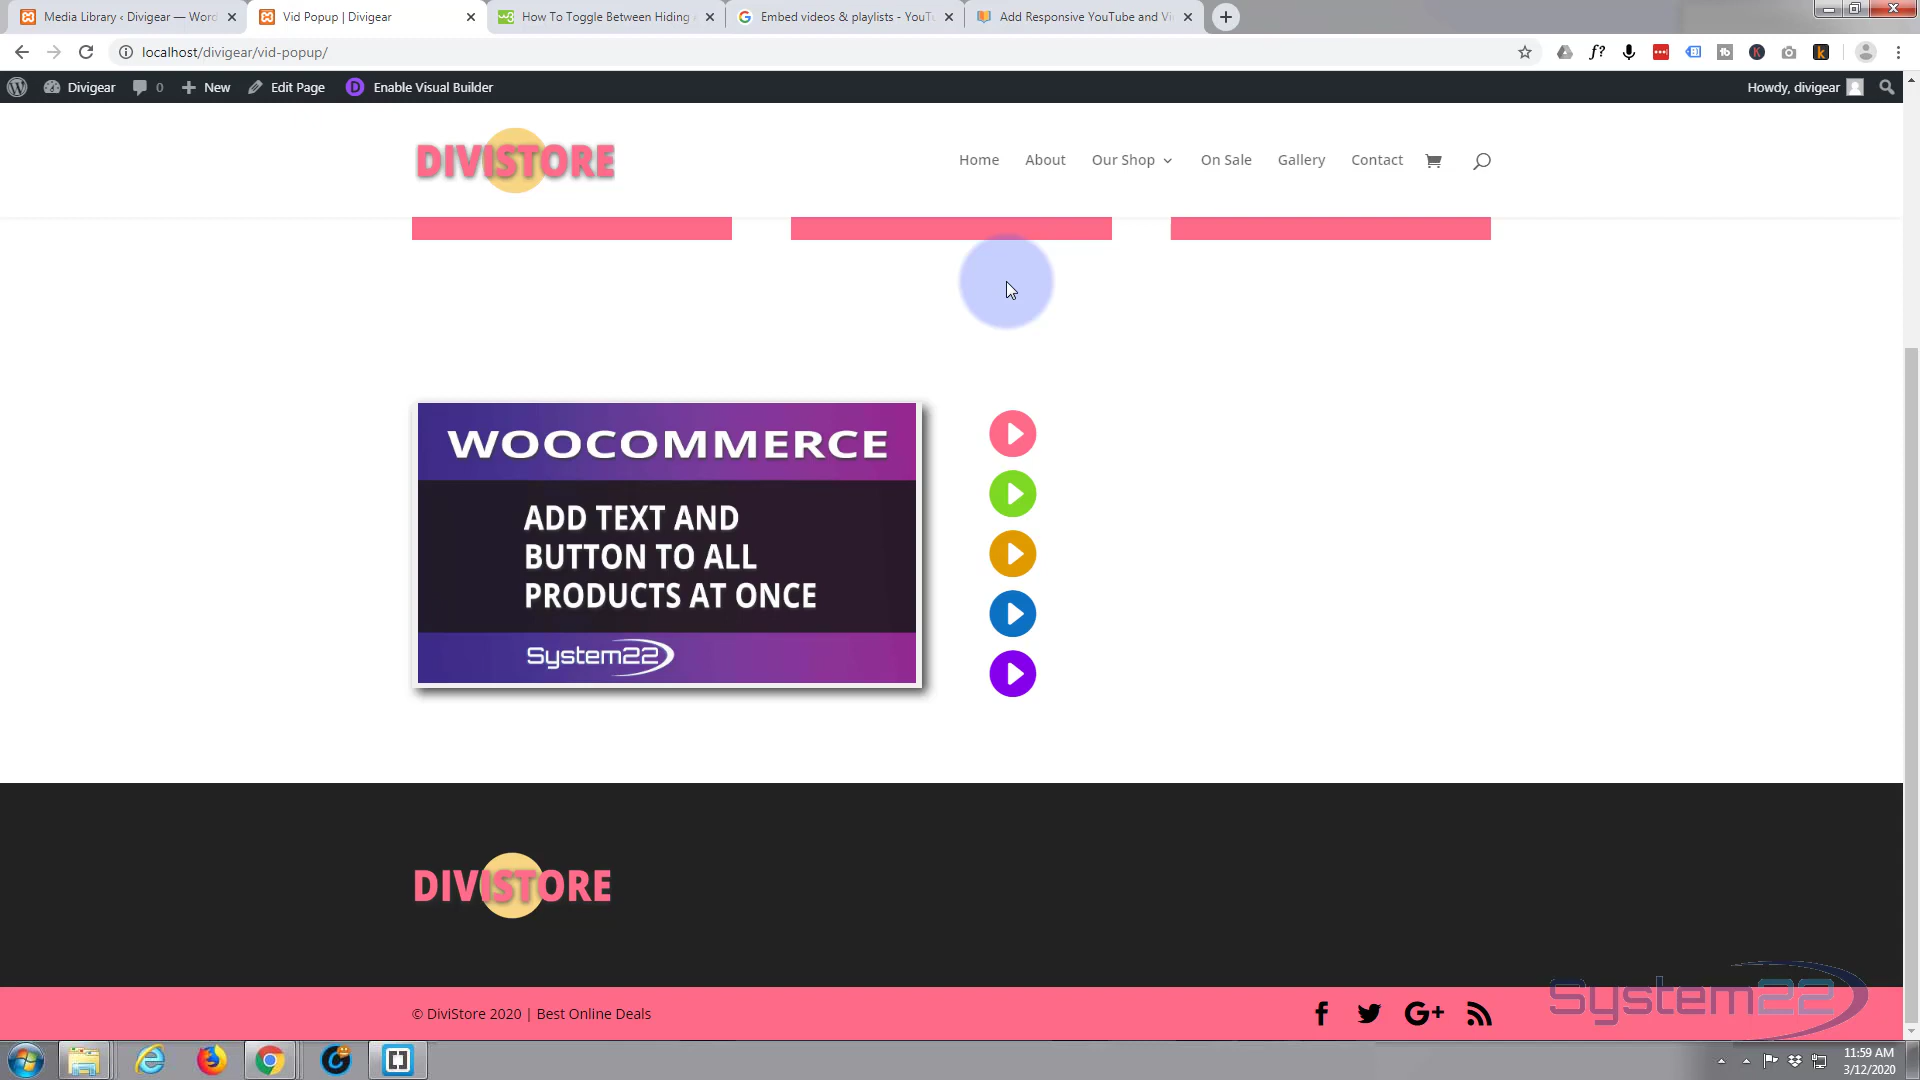 Media Library ‹ Divigear — Word
Vid Popup | Divigear
How To Toggle Between Hiding
Embed videos & playlists - YouTu
Add Responsive YouTube and Vi
localhost/divigear/vid-popup/
Divigear
0
New
Edit Page
Enable Visual Builder
Howdy, divigear
DIVISTORE
Home
About
Our Shop
On Sale
Gallery
Contact
WOOCOMMERCE
ADD TEXT AND
BUTTON TO ALL
PRODUCTS AT ONCE
System22
DIVISTORE
© DiviStore 2020 | Best Online Deals
System22
11:59 AM
3/12/2020